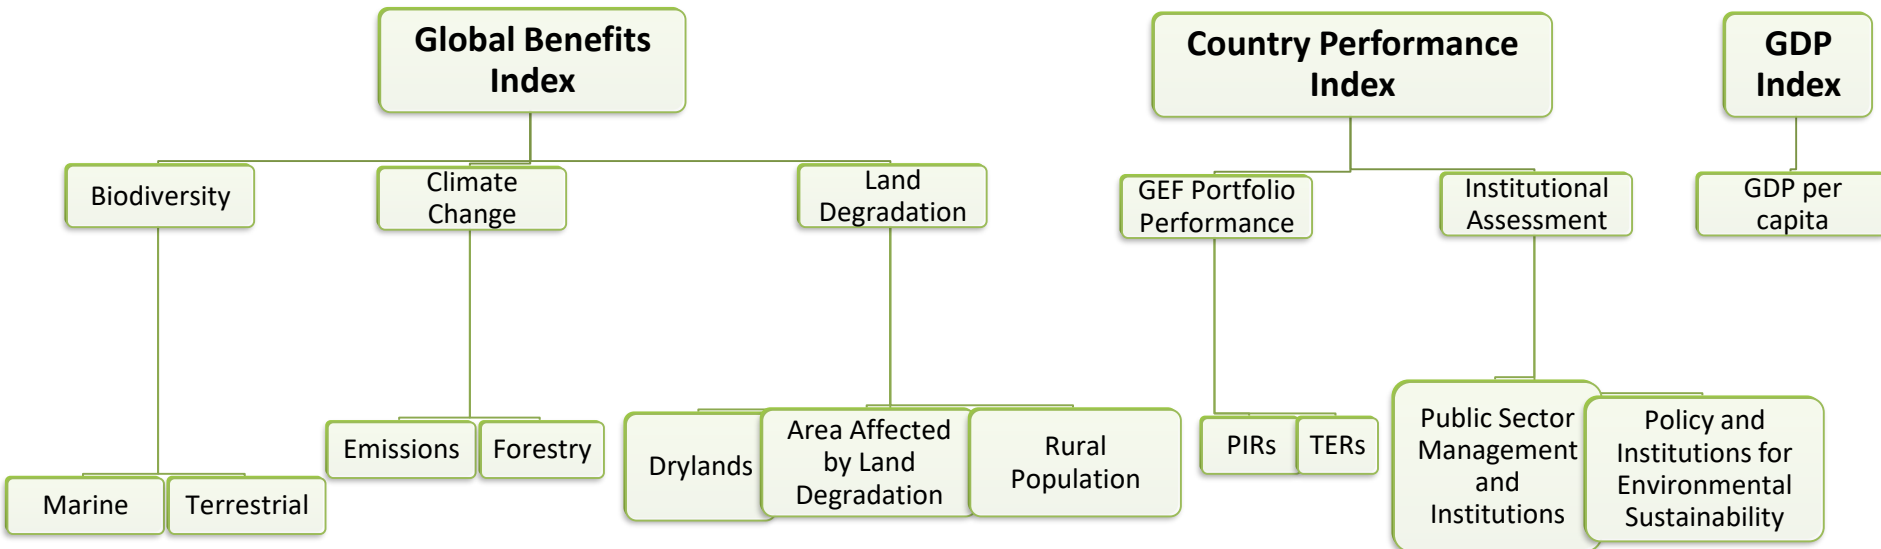 Global Benefits
Index
Country Performance
Index
GDP
Index
Biodiversity
Climate
Change
Land
Degradation
GEF Portfolio
Performance
Institutional
Assessment
GDP per
capita
Marine
Terrestrial
Emissions
Forestry
Drylands
Area Affected
by Land
Degradation
Rural
Population
PIRs
TERs
Public Sector
Management
and
Institutions
Policy and
Institutions for
Environmental
Sustainability